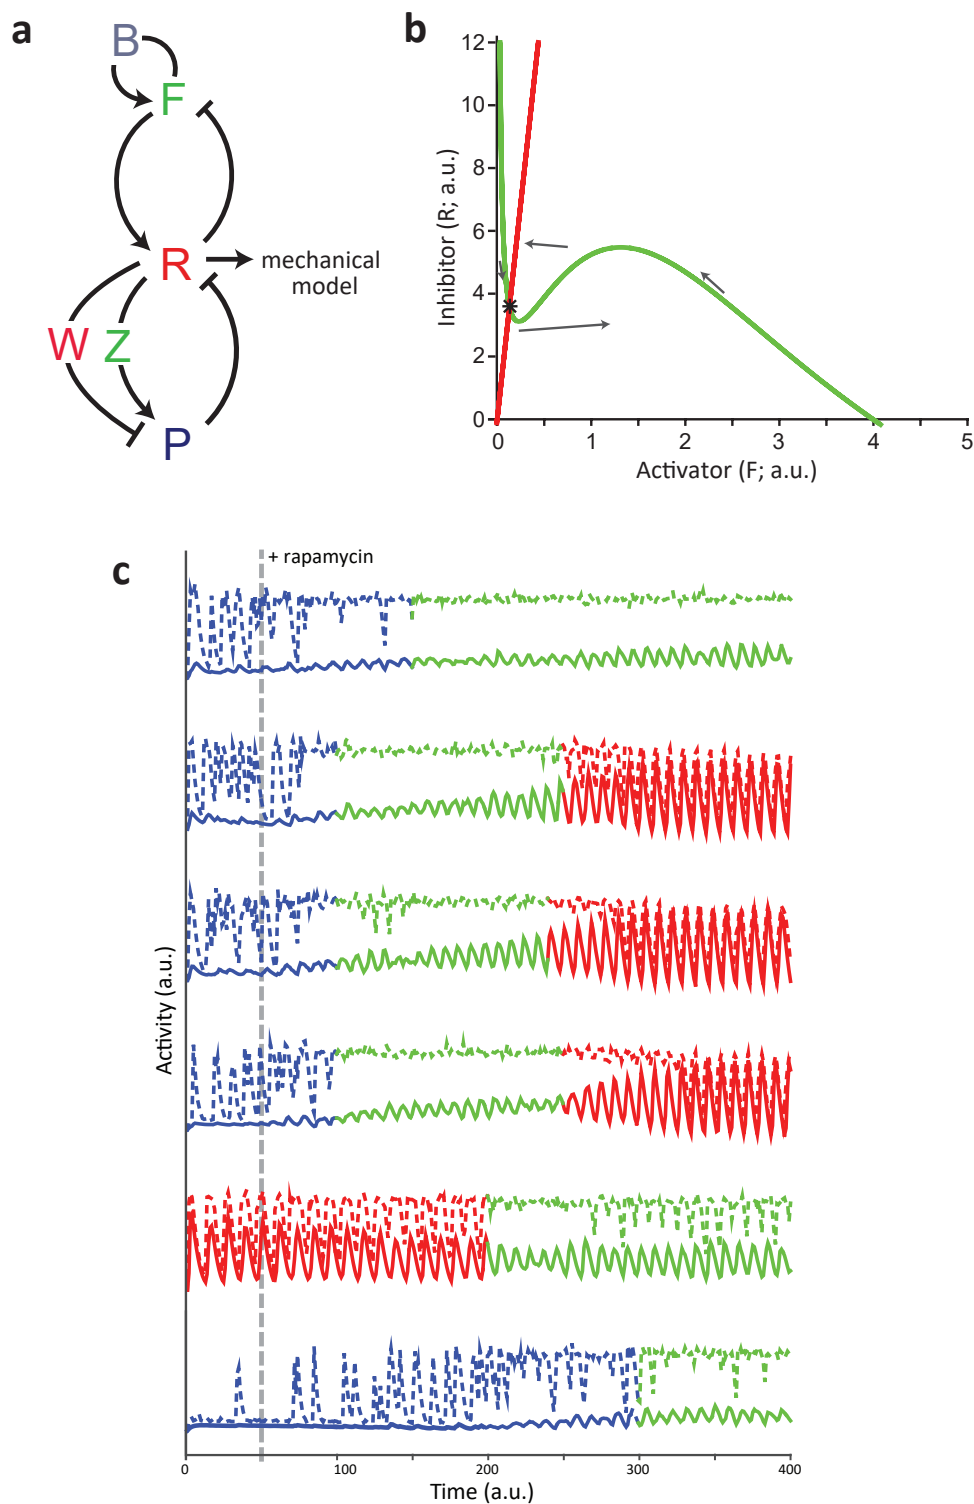 a
B
F
R
mechanical
model
W
Z
P
b
12
10
8
6
4
2
0
Inhibitor (R; a.u.)
0
1
2
3
4
5
Activator (F; a.u.)
c
+ rapamycin
Activity (a.u.)
0
100
200
300
400
Time (a.u.)